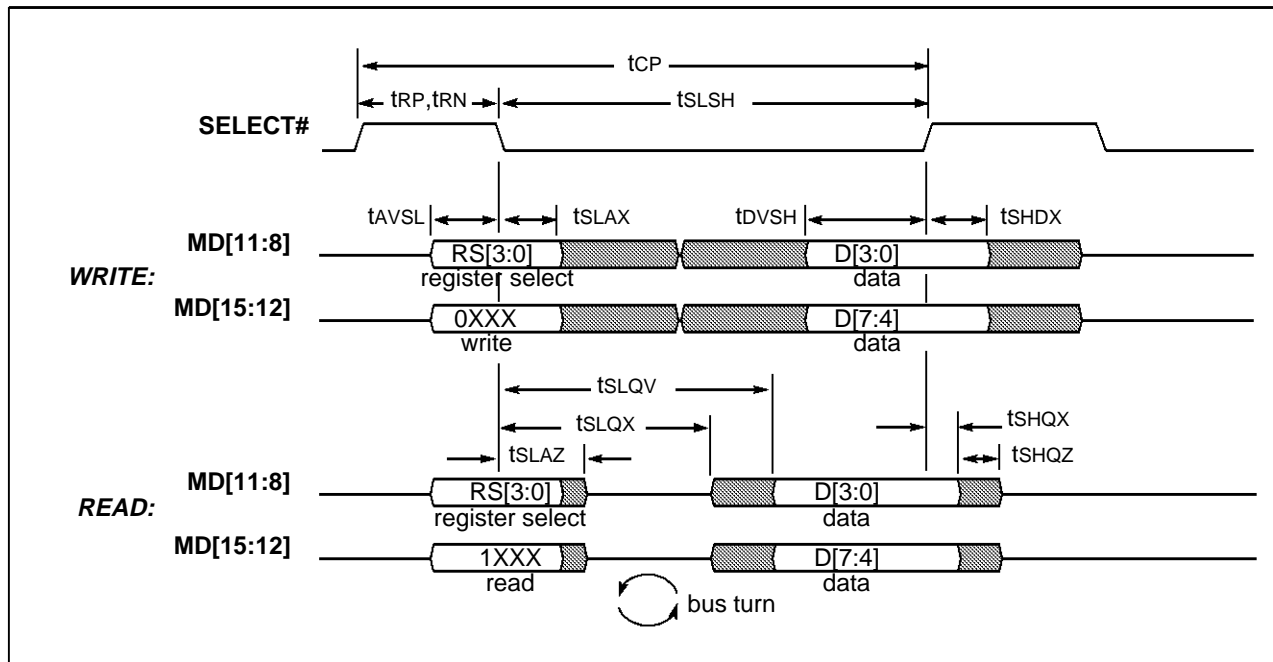 tCP
tRP,tRN tSLSH
SELECT#
tAVSL tSLAX tDVSH tSHDX
MD[11:8] RS[3:0] D[3:0]
register select data
WRITE:
MD[15:12] 0XXX D[7:4]
write data
tSLQV
tSLQX tSHQX
tSLAZ tSHQZ
MD[11:8] RS[3:0] D[3:0]
READ: register select data
MD[15:12] 1XXX D[7:4]
read data
bus turn